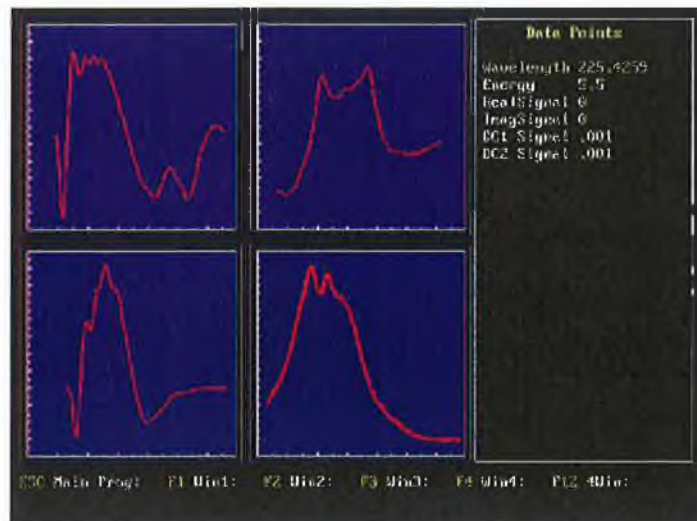 Data Points
Wavelength 225.4259
Energy 5.5
RealSignal 0
ImagSignal 0
DC1 Signal .001
DC2 Signal .001
ESC Main Prog: F1 Win1: F2 Win2: F3 Win3: F4 Win4: F12 4Win: